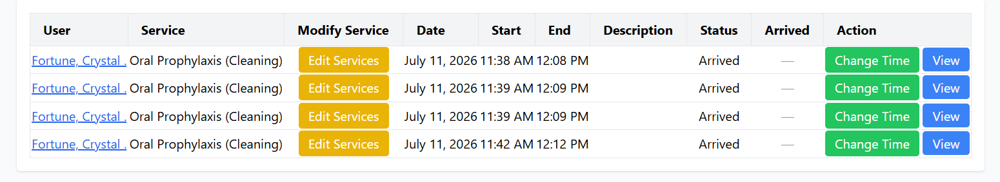 User Service Modify Service Date Start End Description Status Arrived Action
Fortune, Crystal . Oral Prophylaxis (Cleaning) Edit Services July 11, 2026 11:38 AM 12:08 PM Arrived — Change Time View
Fortune, Crystal . Oral Prophylaxis (Cleaning) Edit Services July 11, 2026 11:39 AM 12:09 PM Arrived — Change Time View
Fortune, Crystal . Oral Prophylaxis (Cleaning) Edit Services July 11, 2026 11:39 AM 12:09 PM Arrived — Change Time View
Fortune, Crystal . Oral Prophylaxis (Cleaning) Edit Services July 11, 2026 11:42 AM 12:12 PM Arrived — Change Time View